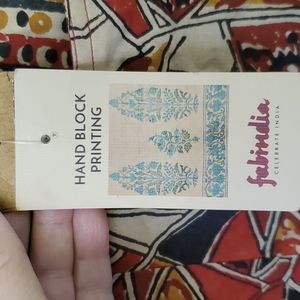 HAND BLOCK
PRINTING
fabindia
CELEBRATE INDIA